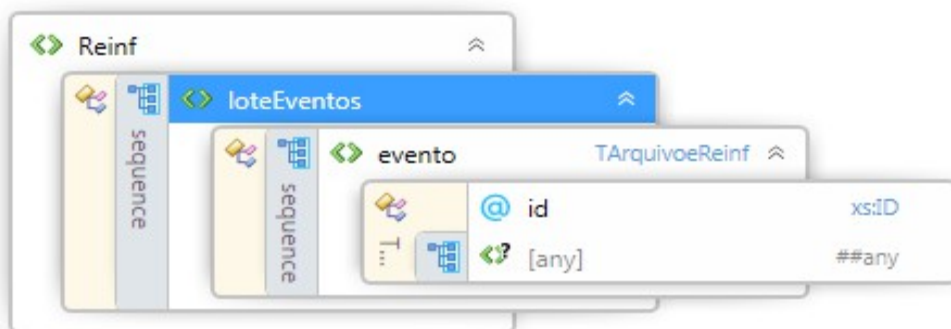 Reinf
loteEventos
sequence
evento TArquivoeReinf
sequence
@ id xs:ID
T...
[any] ##any